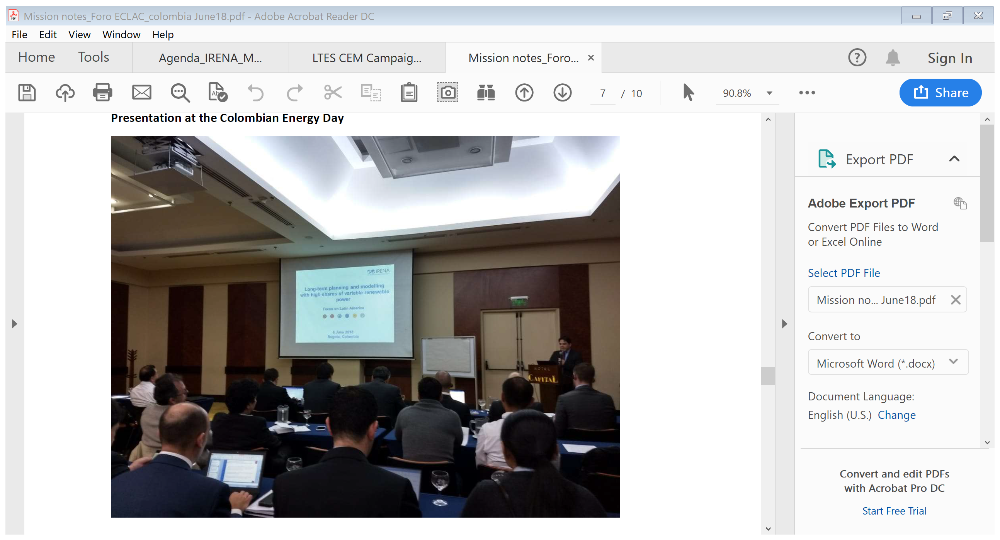 Mission notes_Foro ECLAC_colombia June18.pdf - Adobe Acrobat Reader DC
File Edit View Window Help
Home Tools Agenda_IRENA_M... LTES CEM Campaig... Mission notes_Foro... Sign In
7 / 10 90.8% Share
Presentation at the Colombian Energy Day
IRENA
Long-term planning and modelling
with high shares of variable renewable
power
Focus on Latin America
6 June 2018
Bogota, Colombia
HOTEL
CAPITAL
Export PDF
Adobe Export PDF
Convert PDF Files to Word
or Excel Online
Select PDF File
Mission no... June18.pdf
Convert to
Microsoft Word (*.docx)
Document Language:
English (U.S.) Change
Convert and edit PDFs
with Acrobat Pro DC
Start Free Trial